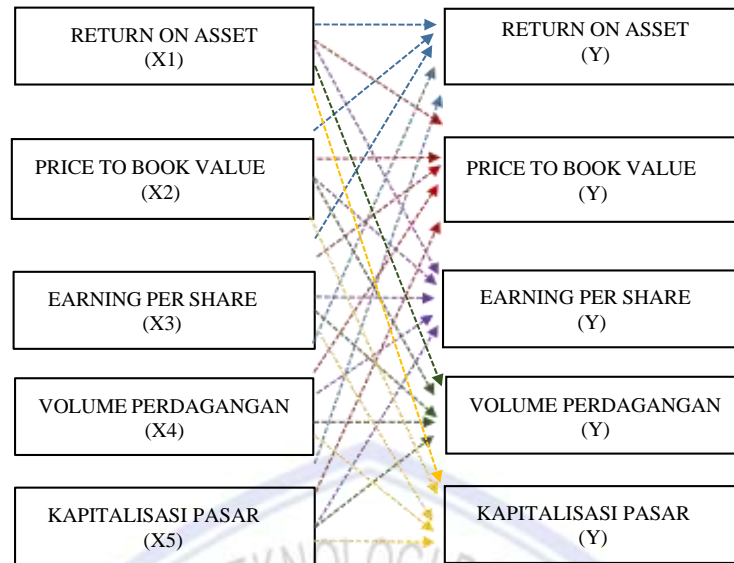 RETURN ON ASSET
(X1)
RETURN ON ASSET
(Y)
PRICE TO BOOK VALUE
(X2)
PRICE TO BOOK VALUE
(Y)
EARNING PER SHARE
(X3)
EARNING PER SHARE
(Y)
VOLUME PERDAGANGAN
(X4)
VOLUME PERDAGANGAN
(Y)
KAPITALISASI PASAR
(X5)
KAPITALISASI PASAR
(Y)